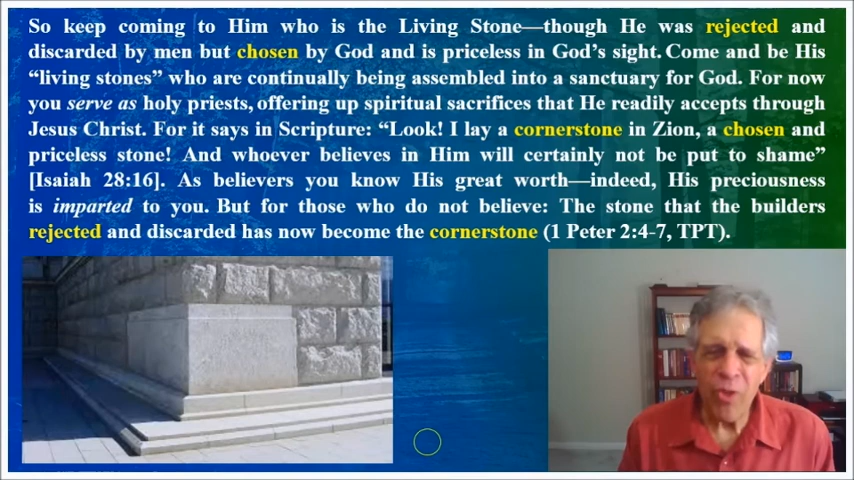 So keep coming to Him who is the Living Stone—though He was rejected and
discarded by men but chosen by God and is priceless in God’s sight. Come and be His
“living stones” who are continually being assembled into a sanctuary for God. For now
you serve as holy priests, offering up spiritual sacrifices that He readily accepts through
Jesus Christ. For it says in Scripture: “Look! I lay a cornerstone in Zion, a chosen and
priceless stone! And whoever believes in Him will certainly not be put to shame”
[Isaiah 28:16]. As believers you know His great worth—indeed, His preciousness
is imparted to you. But for those who do not believe: The stone that the builders
rejected and discarded has now become the cornerstone (1 Peter 2:4-7, TPT).